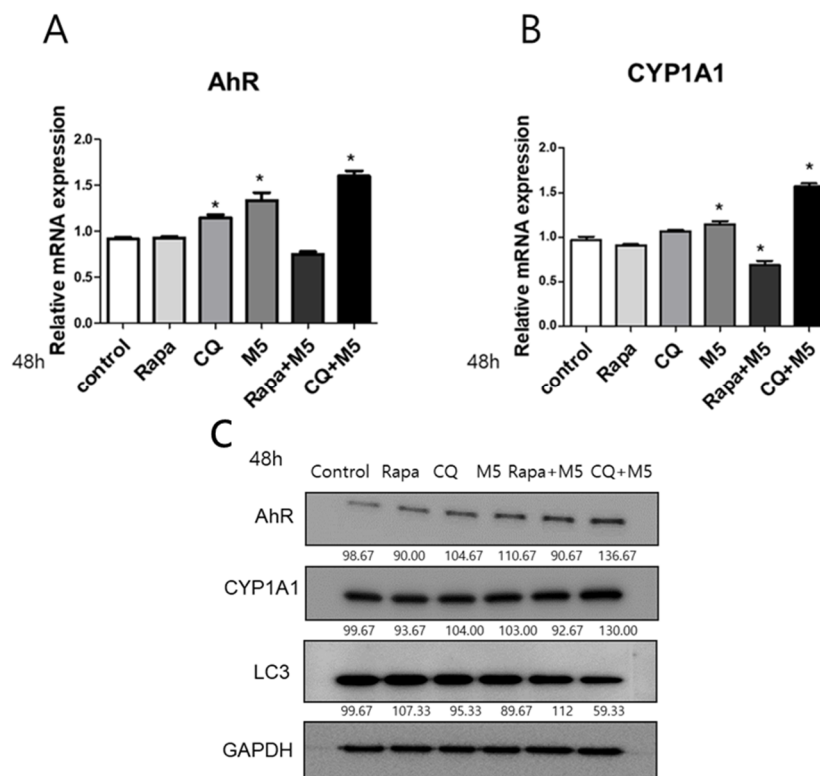 A
AhR
Relative mRNA expression
2.0
1.5
1.0
0.5
0.0
*
*
*
48h
control
Rapa
CQ
M5
Rapa+M5
CQ+M5
B
CYP1A1
Relative mRNA expression
2.0
1.5
1.0
0.5
0.0
*
*
*
48h
control
Rapa
CQ
M5
Rapa+M5
CQ+M5
C
48h
Control Rapa CQ M5 Rapa+M5 CQ+M5
AhR
98.67 90.00 104.67 110.67 90.67 136.67
CYP1A1
99.67 93.67 104.00 103.00 92.67 130.00
LC3
99.67 107.33 95.33 89.67 112 59.33
GAPDH